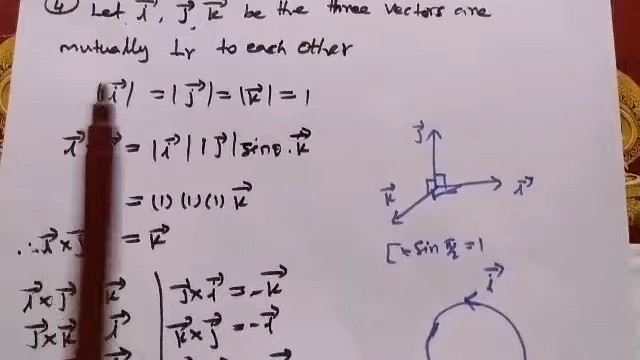 ④ Let i⃗, j⃗, k⃗ be the three vectors are
mutually ⊥r to each other
|i⃗| = |j⃗| = |k⃗| = 1
i⃗ = |i⃗| |j⃗| sinθ. k⃗
= (1) (1) (1) k⃗
∴ i⃗ × j⃗ = k⃗
i⃗ × j⃗ k⃗
j⃗ × k⃗ i⃗
j⃗ × i⃗ = -k⃗
k⃗ × j⃗ = -i⃗
j⃗
k⃗
i⃗
[∵ sin π/2 = 1
i⃗